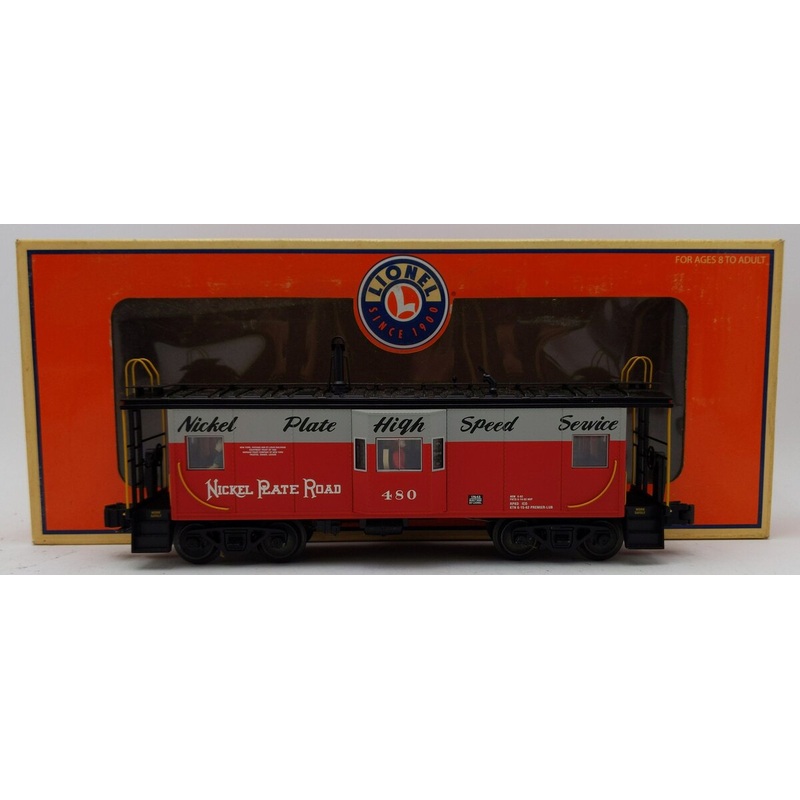 FOR AGES 8 TO ADULT
LIONEL
L
SINCE 1900
Nickel Plate High Speed Service
NICKEL PLATE ROAD
480